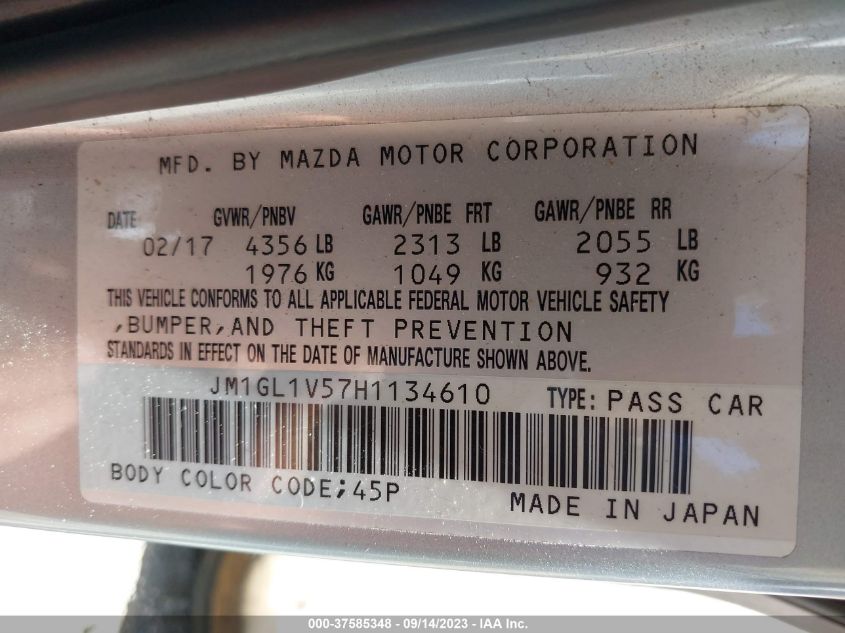 MFD. BY MAZDA MOTOR CORPORATION
DATE GVWR/PNBV GAWR/PNBE FRT GAWR/PNBE RR
02/17 4356 LB 2313 LB 2055 LB
1976 KG 1049 KG 932 KG
THIS VEHICLE CONFORMS TO ALL APPLICABLE FEDERAL MOTOR VEHICLE SAFETY
,BUMPER,AND THEFT PREVENTION
STANDARDS IN EFFECT ON THE DATE OF MANUFACTURE SHOWN ABOVE.
JM1GL1V57H1134610 TYPE: PASS CAR
BODY COLOR CODE;45P
MADE IN JAPAN
000-37585348 - 09/14/2023 - IAA Inc.